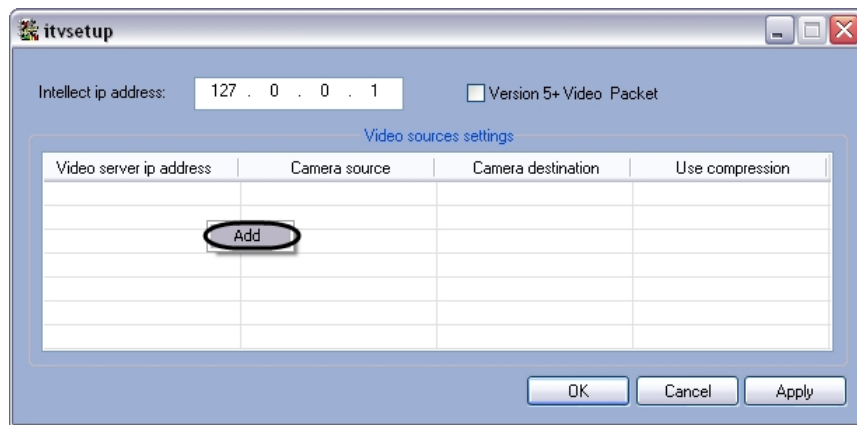 itvsetup
Intellect ip address: 127 . 0 . 0 . 1 Version 5+ Video Packet
Video sources settings
Video server ip address Camera source Camera destination Use compression
Add
OK Cancel Apply